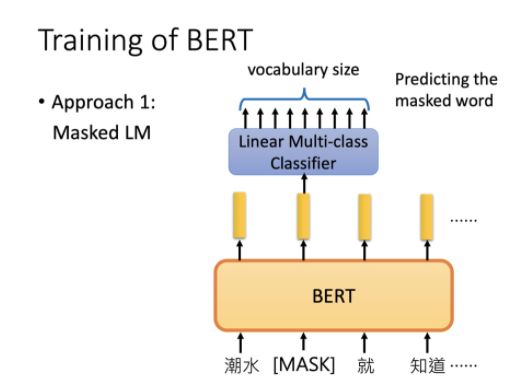 Training of BERT
• Approach 1:
Masked LM
vocabulary size
Predicting the
masked word
Linear Multi-class
Classifier
......
BERT
潮水 [MASK] 就 知道 ......